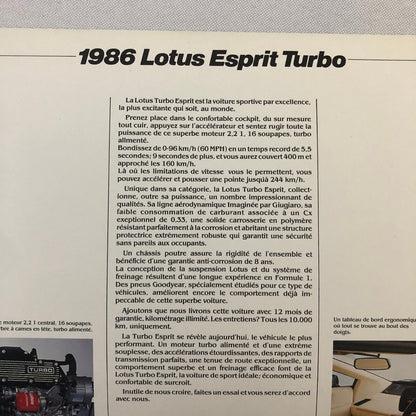 1986 Lotus Esprit Turbo
La Lotus Turbo Esprit est la voiture sportive par excellence,
la plus excitante qui soit, au monde.
Prenez place dans le confortable cockpit, du sur mesure
tout cuir, appuyez sur l'accélérateur et sentez rugir toute la
puissance de ce superbe moteur 2,2 1, 16 soupapes, turbo
alimenté.
Bondissez de 0-96 km/h (60 MPH) en un temps record de 5.5
secondes; 9 secondes de plus, et vous aurez couvert 400 m et
approché les 160 km/h.
Là où les limitations de vitesse vous le permettent, vous
pouvez accélérer et pousser une pointe jusqu'à 244 km/h.
Unique dans sa catégorie, la Lotus Turbo Esprit, collect-
ionne, outre sa puissance, un nombre impressionnant de
qualités. Sa ligne aérodynamique Imaginée par Giugiaro, sa
faible consommation de carburant associée à un Cx
exeptionnel de 0.33, une solide carrosserie en polymère
résistant parfaitement à la corrosion et abritant une structure
protectrice extrêmement robuste qui garantit une sécurité
sans pareils aux occupants.
Un châssis poutre assure la rigidité de l'ensemble et
bénéficie d'une garantie anti-corrosion de 8 ans.
La conception de la suspension Lotus et du système de
freinage résultent d'une longue expérience en Formule 1.
Des pneus Goodyear, spécialement étudiés pour ce type de
véhicules, améliorent encore le comportement déjà im-
peccable de cette superbe voiture.
Ajoutons que nous livrons cette voiture avec 12 mois de
garantie, kilométrage illimité. Les entretiens? Tous les 10.000
km, uniquement.
La Turbo Esprit se révèle aujourd'hui, le véhicule le plus
performant. Un moteur turbo alimenté et d'une extrême
souplesse, des accélérations étourdissantes, des rapports de
transmission parfaits, une tenue de route exeptionnelle, un
comportement superbe et un freinage efficace font de la
Lotus Turbo Esprit, la voiture de sport idéale; économique et
confortable de surcroit.
Inutile de nous croire, faites un essai et vous serez d'accord
avec nous.
e moteur 2,2 1 central, 16 soupapes,
rbre à cames en tête, turbo alimenté.
TURBO
Un tableau de bord ergonomique
où tout se trouve au bout des
doigts.